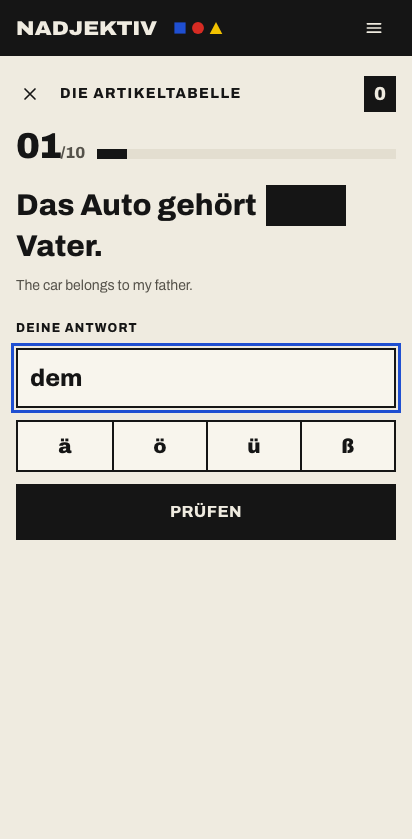 NADJEKTIV
DIE ARTIKELTABELLE
0
01/10
Das Auto gehört
Vater.
The car belongs to my father.
DEINE ANTWORT
dem
ä ö ü ß
PRÜFEN